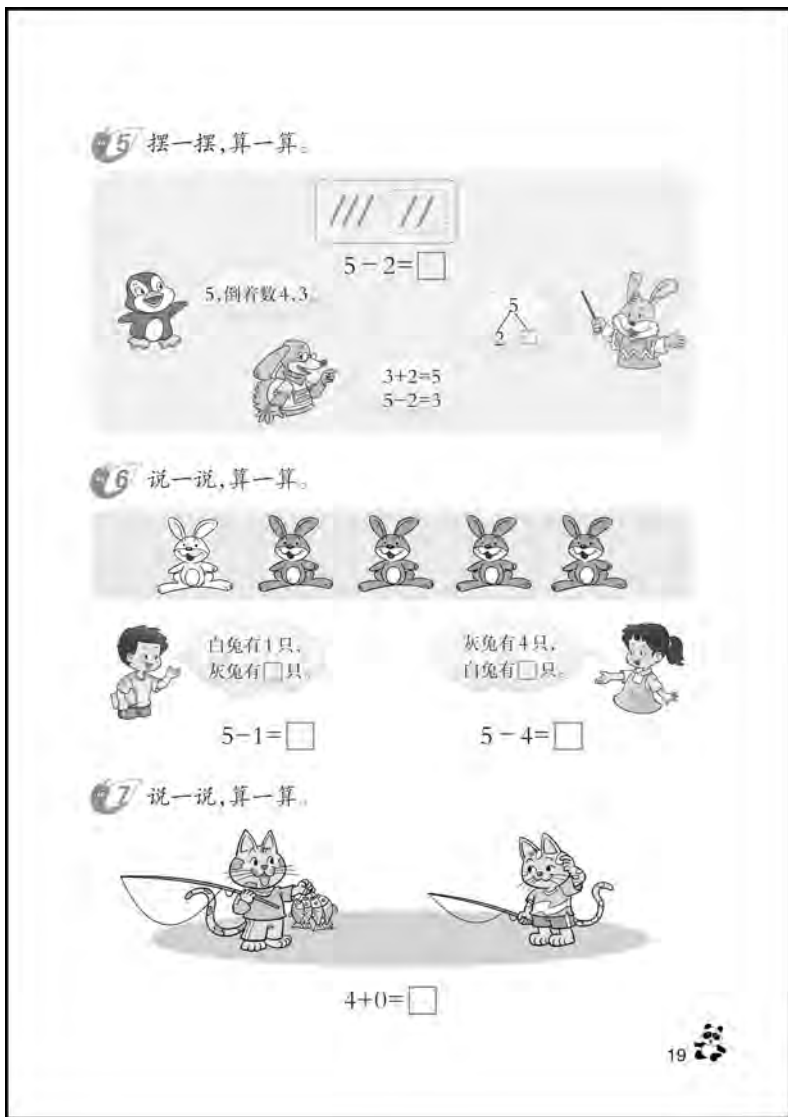 5 摆一摆,算一算。
5-2=□
5,倒着数4,3。
5
2 □
3+2=5
5-2=3
6 说一说,算一算。
白兔有1只,
灰兔有□只。
灰兔有4只,
白兔有□只。
5-1=□
5-4=□
7 说一说,算一算。
4+0=□
19